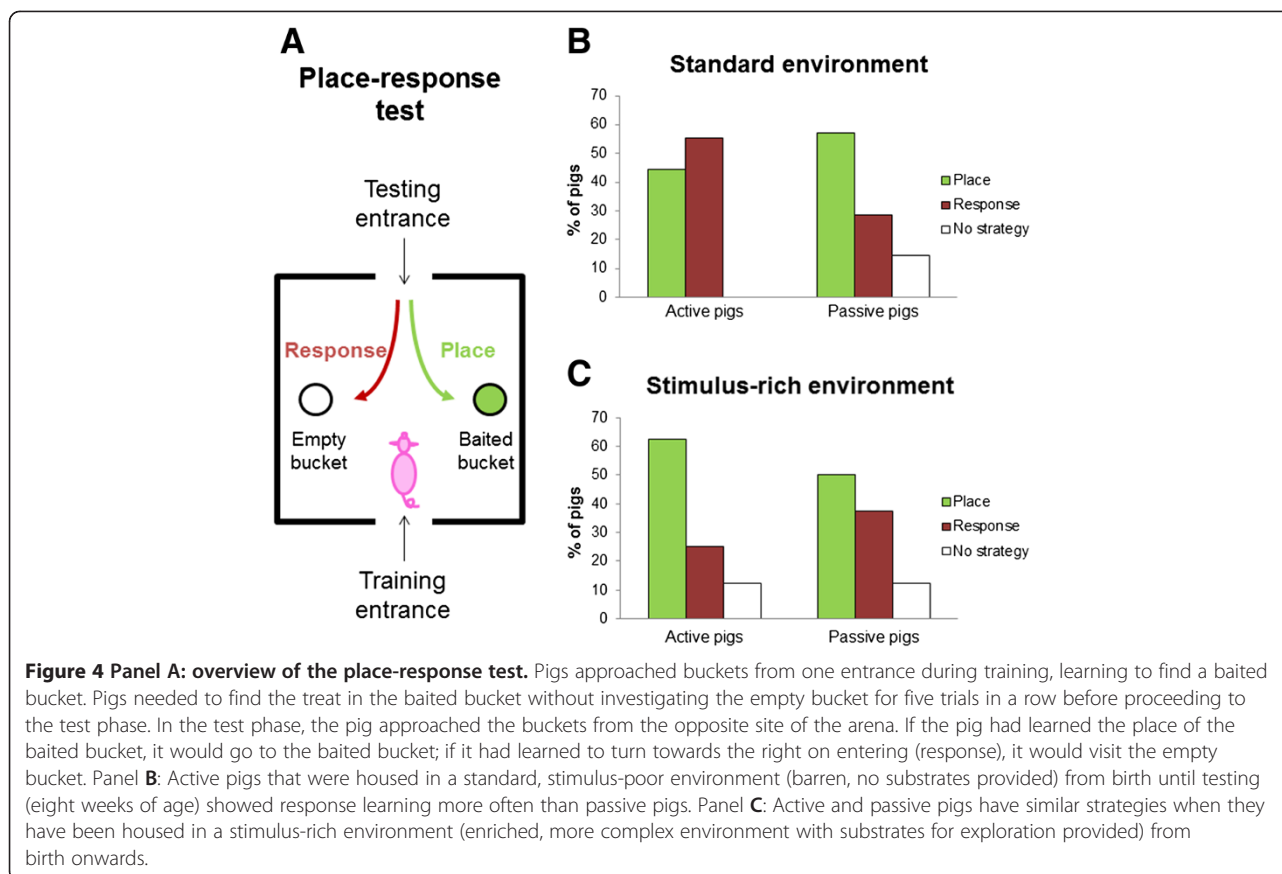 A
Place-response
test
Testing
entrance
Response
Place
Empty
bucket
Baited
bucket
Training
entrance
B
Standard environment
% of pigs
70
60
50
40
30
20
10
0
Active pigs
Passive pigs
Place
Response
No strategy
C
Stimulus-rich environment
% of pigs
70
60
50
40
30
20
10
0
Active pigs
Passive pigs
Place
Response
No strategy
Figure 4 Panel A: overview of the place-response test. Pigs approached buckets from one entrance during training, learning to find a baited
bucket. Pigs needed to find the treat in the baited bucket without investigating the empty bucket for five trials in a row before proceeding to
the test phase. In the test phase, the pig approached the buckets from the opposite site of the arena. If the pig had learned the place of the
baited bucket, it would go to the baited bucket; if it had learned to turn towards the right on entering (response), it would visit the empty
bucket. Panel B: Active pigs that were housed in a standard, stimulus-poor environment (barren, no substrates provided) from birth until testing
(eight weeks of age) showed response learning more often than passive pigs. Panel C: Active and passive pigs have similar strategies when they
have been housed in a stimulus-rich environment (enriched, more complex environment with substrates for exploration provided) from
birth onwards.